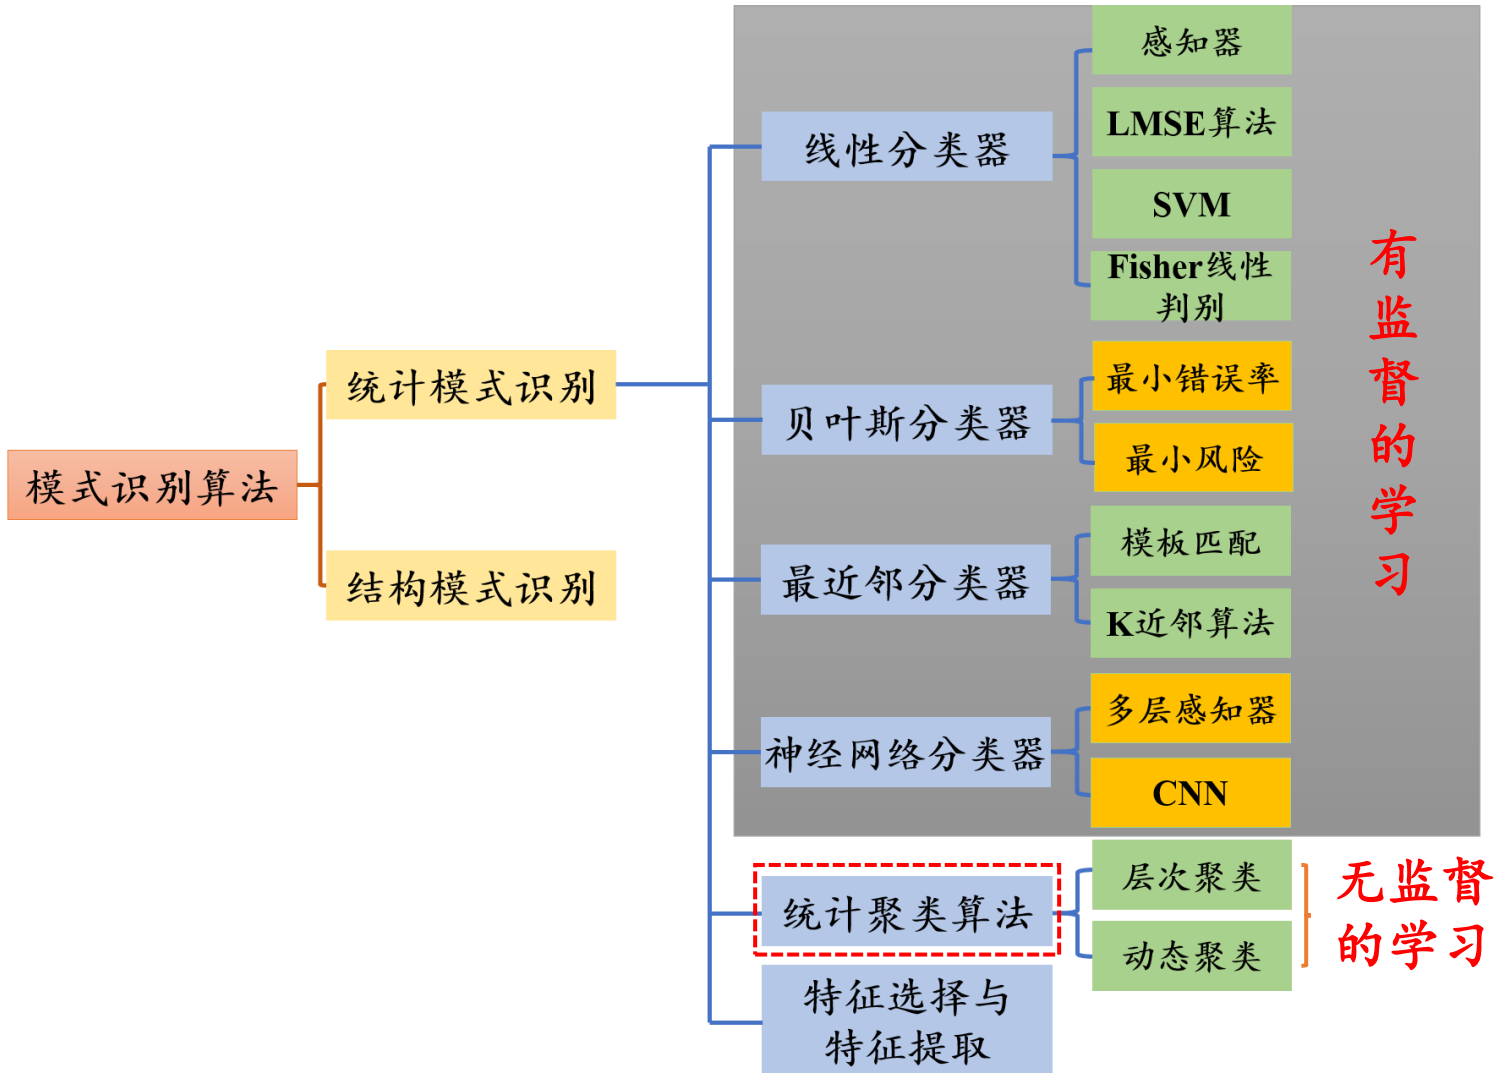 模式识别算法
统计模式识别
结构模式识别
线性分类器
感知器
LMSE算法
SVM
Fisher线性
判别
贝叶斯分类器
最小错误率
最小风险
最近邻分类器
模板匹配
K近邻算法
神经网络分类器
多层感知器
CNN
有
监
督
的
学
习
统计聚类算法
层次聚类
动态聚类
无监督
的学习
特征选择与
特征提取